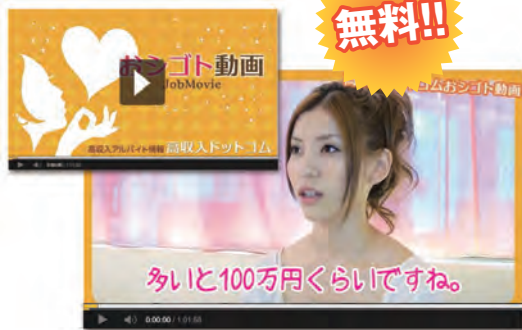 無料!!
おシゴト動画
JobMovie
高収入アルバイト情報 高収入ドットコム
コムおシゴト動画
多いと100万円くらいですね。
0:00:00 / 1:01:68